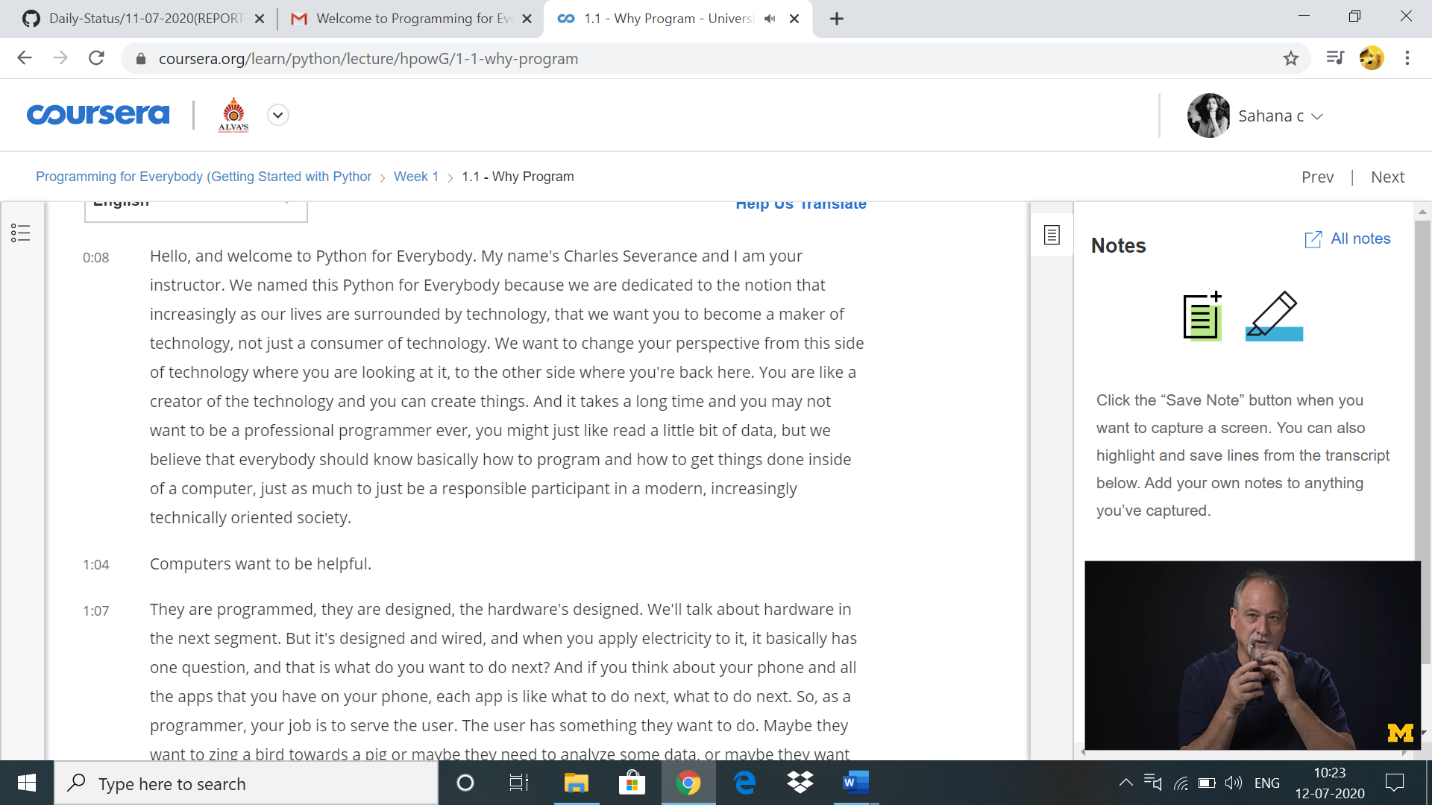 Daily-Status/11-07-2020(REPORT
Welcome to Programming for Ev
1.1 - Why Program - Universi
coursera.org/learn/python/lecture/hpowG/1-1-why-program
coursera
ALVA'S
Sahana c
Programming for Everybody (Getting Started with Python
Week 1
1.1 - Why Program
Prev | Next
English
Help Us Translate
0:08
Hello, and welcome to Python for Everybody. My name's Charles Severance and I am your
instructor. We named this Python for Everybody because we are dedicated to the notion that
increasingly as our lives are surrounded by technology, that we want you to become a maker of
technology, not just a consumer of technology. We want to change your perspective from this side
of technology where you are looking at it, to the other side where you're back here. You are like a
creator of the technology and you can create things. And it takes a long time and you may not
want to be a professional programmer ever, you might just like read a little bit of data, but we
believe that everybody should know basically how to program and how to get things done inside
of a computer, just as much to just be a responsible participant in a modern, increasingly
technically oriented society.
1:04
Computers want to be helpful.
1:07
They are programmed, they are designed, the hardware's designed. We'll talk about hardware in
the next segment. But it's designed and wired, and when you apply electricity to it, it basically has
one question, and that is what do you want to do next? And if you think about your phone and all
the apps that you have on your phone, each app is like what to do next, what to do next. So, as a
programmer, your job is to serve the user. The user has something they want to do. Maybe they
want to zing a bird towards a pig or maybe they need to analyze some data, or maybe they want
Notes
All notes
Click the “Save Note” button when you
want to capture a screen. You can also
highlight and save lines from the transcript
below. Add your own notes to anything
you’ve captured.
M
Type here to search
W
ENG
10:23
12-07-2020